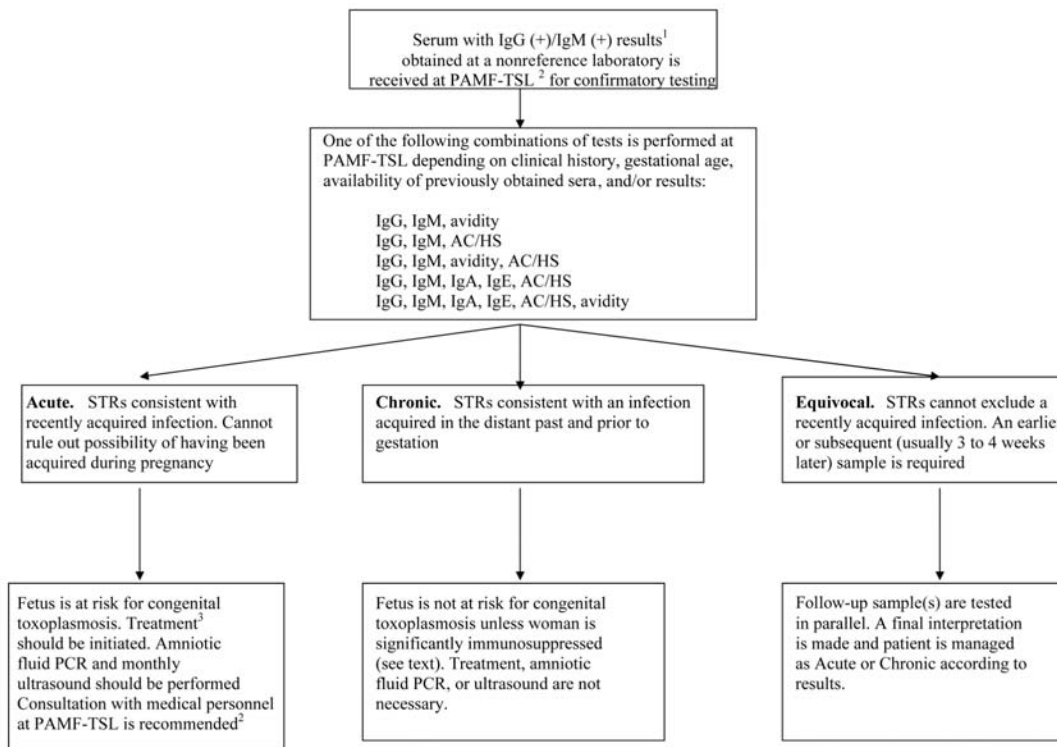 Serum with IgG (+)/IgM (+) results1
obtained at a nonreference laboratory is
received at PAMF-TSL 2 for confirmatory testing
One of the following combinations of tests is performed at
PAMF-TSL depending on clinical history, gestational age,
availability of previously obtained sera, and/or results:
IgG, IgM, avidity
IgG, IgM, AC/HS
IgG, IgM, avidity, AC/HS
IgG, IgM, IgA, IgE, AC/HS
IgG, IgM, IgA, IgE, AC/HS, avidity
Acute. STRs consistent with
recently acquired infection. Cannot
rule out possibility of having been
acquired during pregnancy
Chronic. STRs consistent with an infection
acquired in the distant past and prior to
gestation
Equivocal. STRs cannot exclude a
recently acquired infection. An earlie
or subsequent (usually 3 to 4 weeks
later) sample is required
Fetus is at risk for congenital
toxoplasmosis. Treatment3
should be initiated. Amniotic
fluid PCR and monthly
ultrasound should be performed
Consultation with medical personnel
at PAMF-TSL is recommended2
Fetus is not at risk for congenital
toxoplasmosis unless woman is
significantly immunosuppressed
(see text). Treatment, amniotic
fluid PCR, or ultrasound are not
necessary.
Follow-up sample(s) are tested
in parallel. A final interpretation
is made and patient is managed
as Acute or Chronic according to
results.